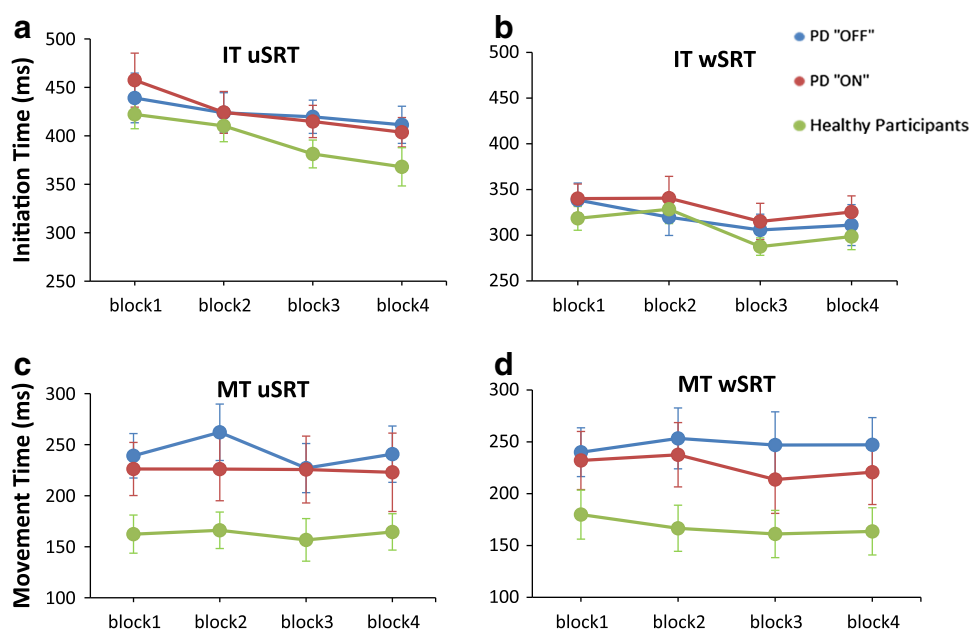 a
IT uSRT
Initiation Time (ms)
500
450
400
350
300
250
block1 block2 block3 block4
b
IT wSRT
500
450
400
350
300
250
block1 block2 block3 block4
PD "OFF"
PD "ON"
Healthy Participants
c
MT uSRT
Movement Time (ms)
300
250
200
150
100
block1 block2 block3 block4
d
MT wSRT
300
250
200
150
100
block1 block2 block3 block4